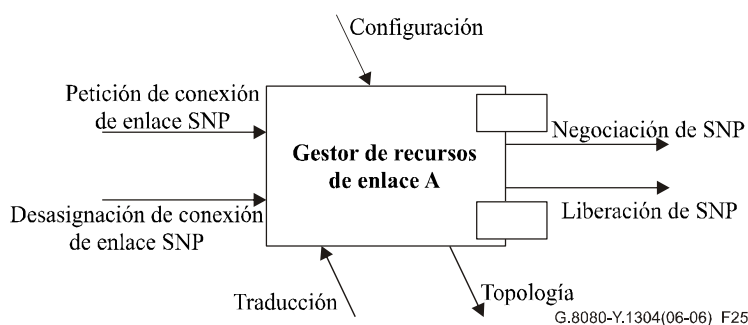 Configuración
Petición de conexión
de enlace SNP
Negociación de SNP
Gestor de recursos
de enlace A
Desasignación de conexión
de enlace SNP
Liberación de SNP
Traducción
Topología
G.8080-Y.1304(06-06) F25